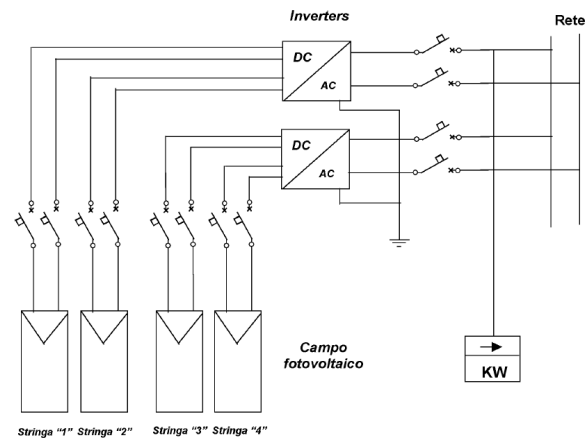 Inverters
Rete
DC
AC
DC
AC
Campo
fotovoltaico
KW
Stringa "1" Stringa "2" Stringa "3" Stringa "4"